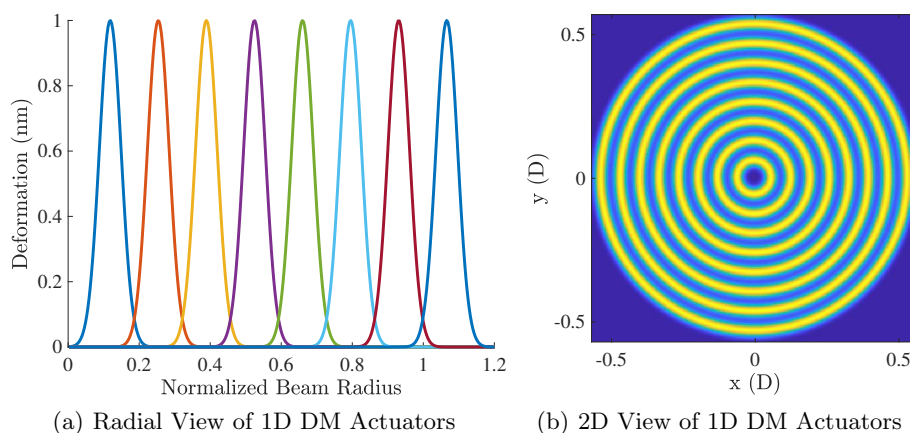 1
0.8
0.6
0.4
0.2
0
Deformation (nm)
0 0.2 0.4 0.6 0.8 1 1.2
Normalized Beam Radius
(a) Radial View of 1D DM Actuators
0.5
0
-0.5
y (D)
-0.5 0 0.5
x (D)
(b) 2D View of 1D DM Actuators